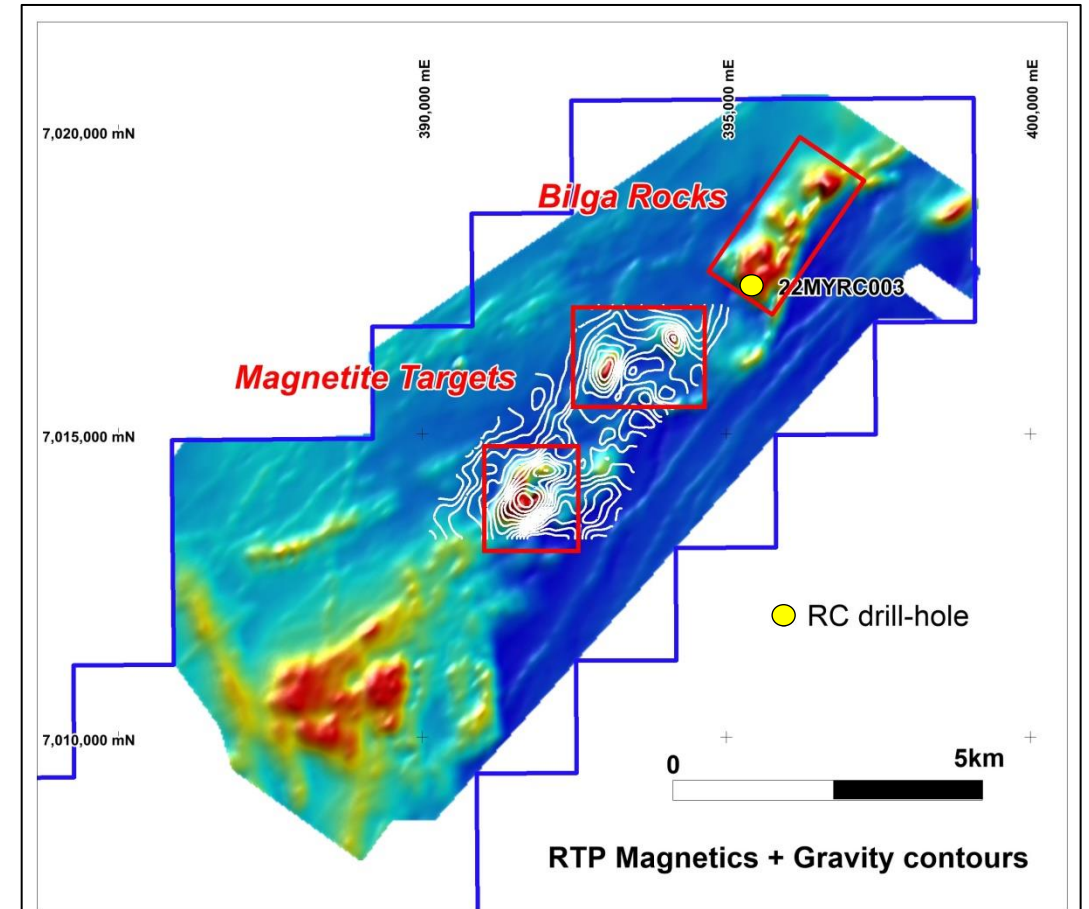 390,000 mE
395,000 mE
400,000 mE
7,020,000 mN
Bilga Rocks
22MYRC003
Magnetite Targets
7,015,000 mN
RC drill-hole
7,010,000 mN
0
5km
RTP Magnetics + Gravity contours